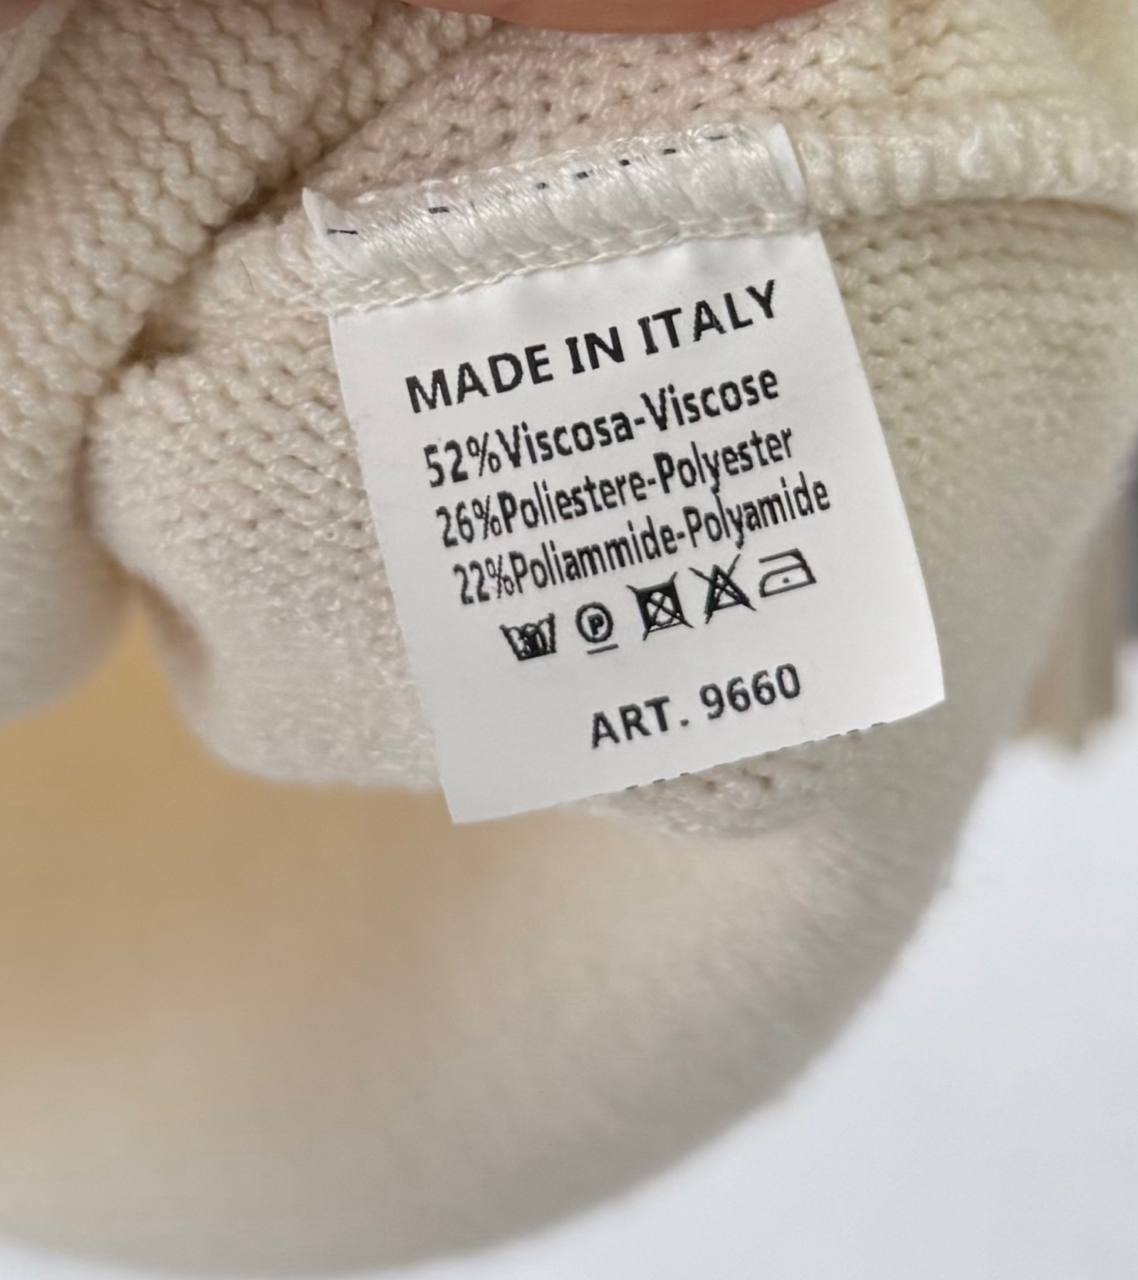 MADE IN ITALY
52%Viscosa-Viscose
26%Poliestere-Polyester
22%Poliammide-Polyamide
P
ART. 9660